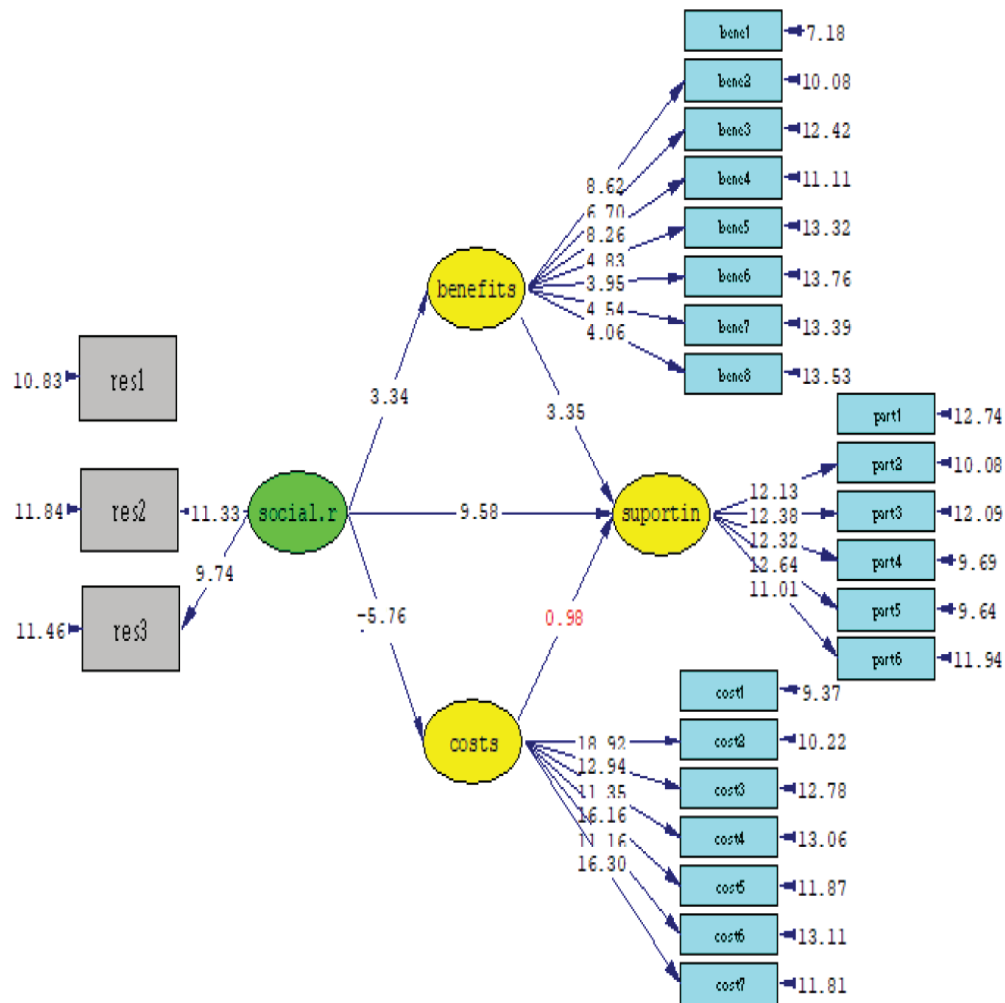 bene1 7.18
bene2 10.08
bene3 12.42
bene4 11.11
bene5 13.32
bene6 13.76
bene7 13.39
bene8 13.53
8.62
6.70
8.26
4.83
3.95
4.54
4.06
benefits
10.83 res1
11.84 res2
11.46 res3
11.33
9.74
social.r
3.34
3.35
9.58
-5.76
0.98
suportin
12.13
12.38
12.32
12.64
11.01
part1 12.74
part2 10.08
part3 12.09
part4 9.69
part5 9.64
part6 11.94
costs
18.92
12.94
11.35
16.16
11.16
16.30
cost1 9.37
cost2 10.22
cost3 12.78
cost4 13.06
cost5 11.87
cost6 13.11
cost7 11.81